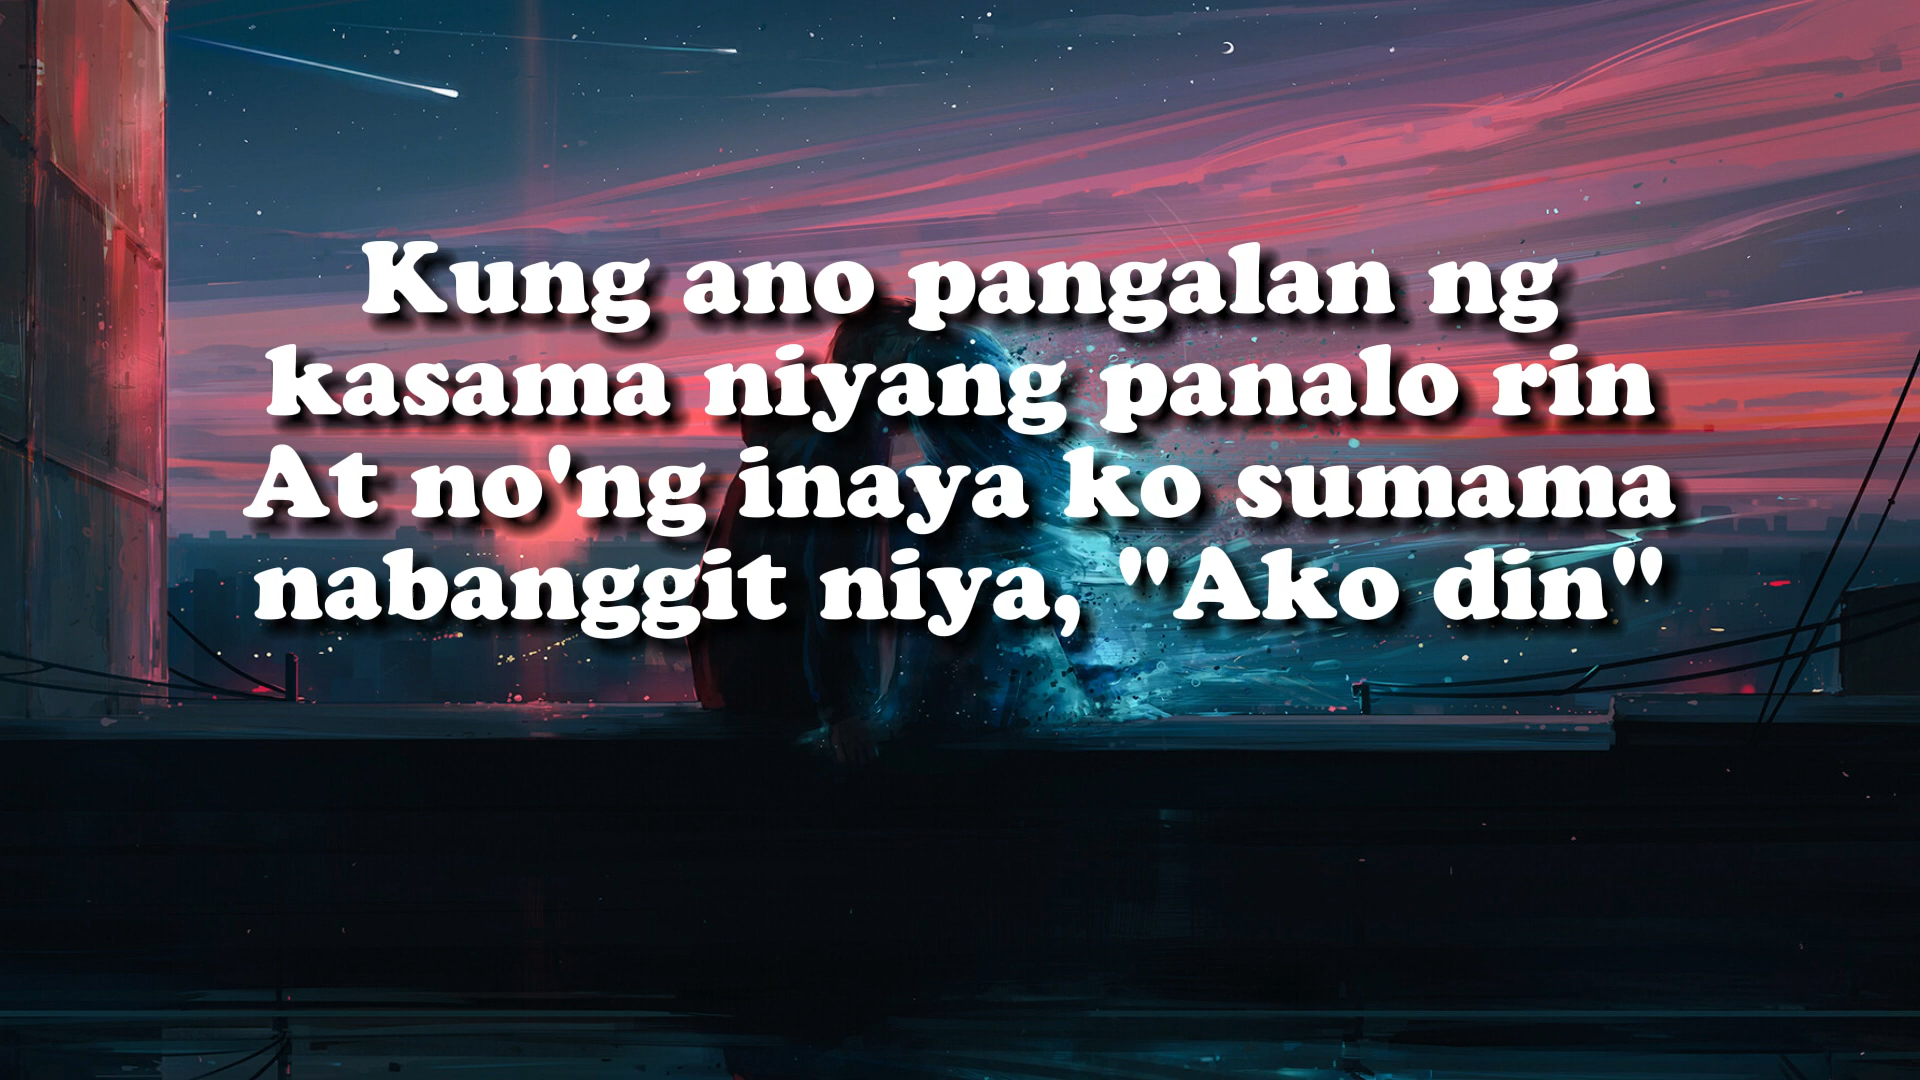 Kung ano pangalan ng
kasama niyang panalo rin
At no'ng inaya ko sumama
nabanggit niya, "Ako din"